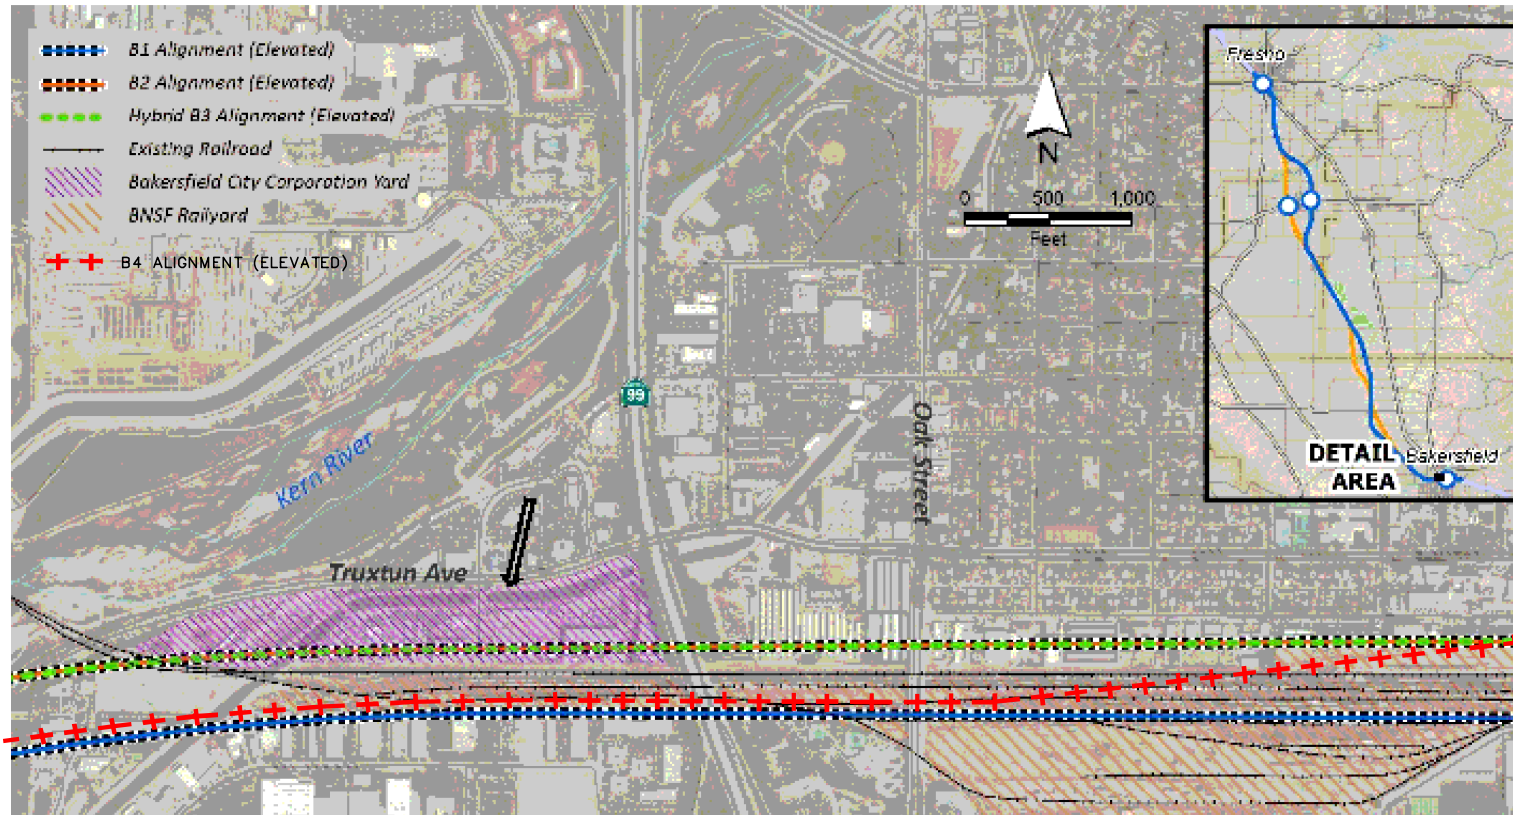 B1 Alignment (Elevated)
B2 Alignment (Elevated)
Hybrid B3 Alignment (Elevated)
Existing Railroad
Bakersfield City Corporation Yard
BNSF Railyard
B4 ALIGNMENT (ELEVATED)
N
0 500 1,000
Feet
Fresno
DETAIL
AREA
Bakersfield
99
Oak Street
Kern River
Truxtun Ave